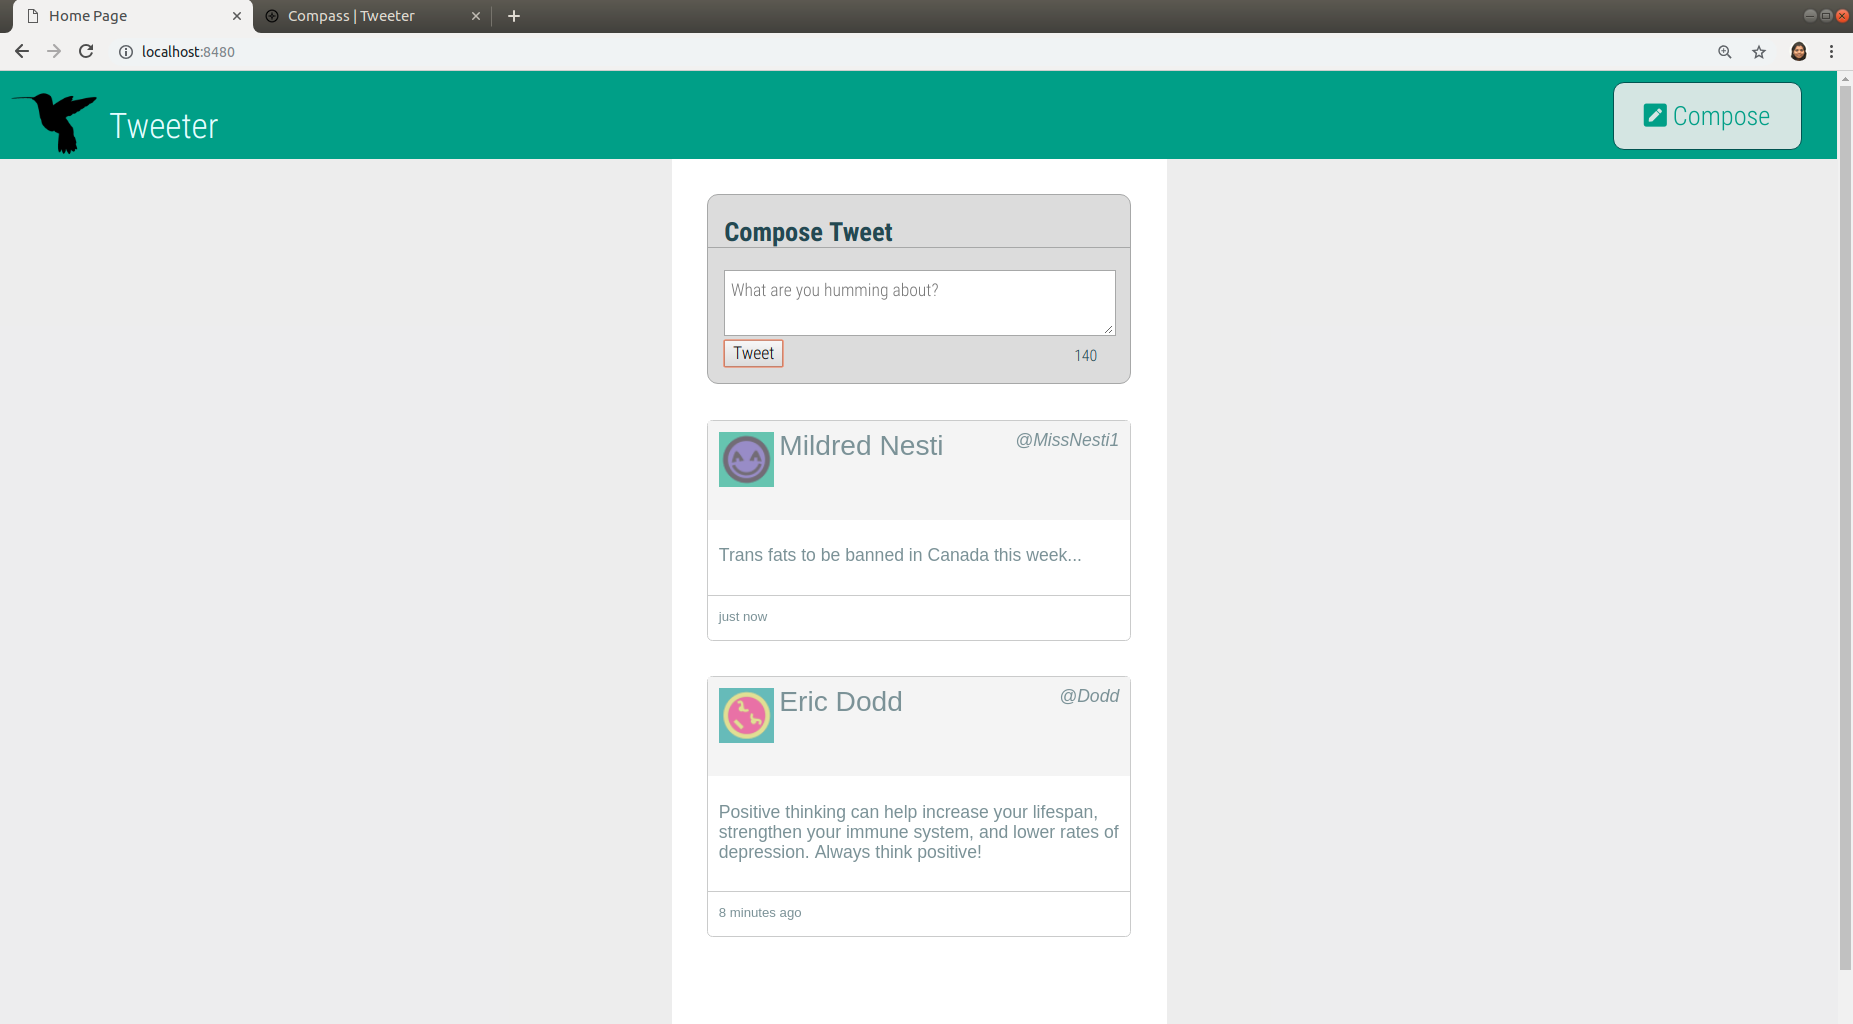 Home Page
Compass | Tweeter
localhost:8480
Tweeter
Compose
Compose Tweet
What are you humming about?
Tweet
140
Mildred Nesti
@MissNesti1
Trans fats to be banned in Canada this week...
just now
Eric Dodd
@Dodd
Positive thinking can help increase your lifespan,
strengthen your immune system, and lower rates of
depression. Always think positive!
8 minutes ago